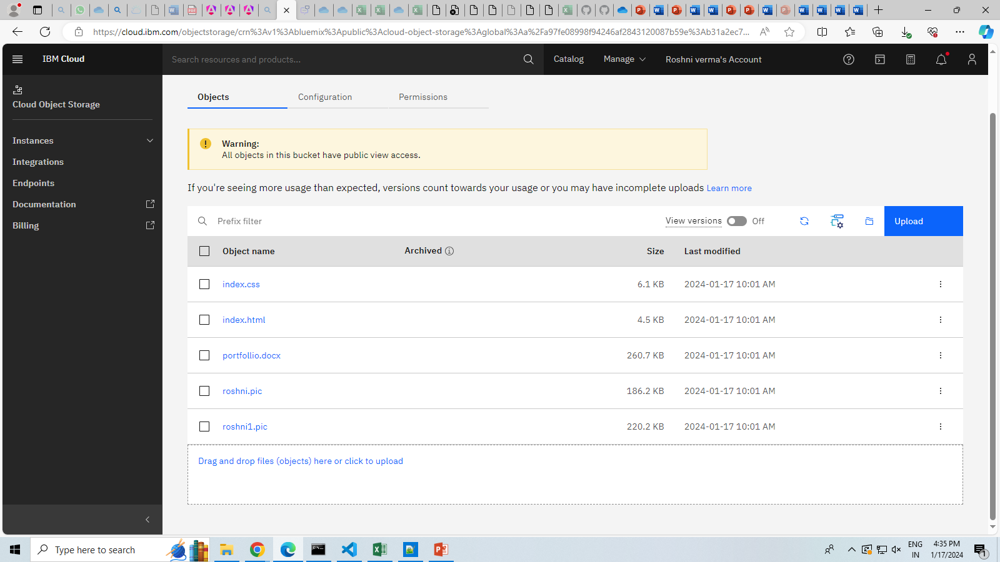 https://cloud.ibm.com/objectstorage/crn%3Av1%3Abluemix%3Apublic%3Acloud-object-storage%3Aglobal%3Aa%2Fa97fe08998f94246af2843120087b59e%3Ab31a2ec7...
IBM Cloud
Search resources and products...
Catalog
Manage
Roshni verma's Account
Cloud Object Storage
Instances
Integrations
Endpoints
Documentation
Billing
Objects
Configuration
Permissions
Warning:
All objects in this bucket have public view access.
If you're seeing more usage than expected, versions count towards your usage or you may have incomplete uploads Learn more
Prefix filter
View versions
Off
Upload
Object name
Archived
Size
Last modified
index.css 6.1 KB 2024-01-17 10:01 AM
index.html 4.5 KB 2024-01-17 10:01 AM
portfollio.docx 260.7 KB 2024-01-17 10:01 AM
roshni.pic 186.2 KB 2024-01-17 10:01 AM
roshni1.pic 220.2 KB 2024-01-17 10:01 AM
Drag and drop files (objects) here or click to upload
Type here to search
ENG
IN
4:35 PM
1/17/2024
1